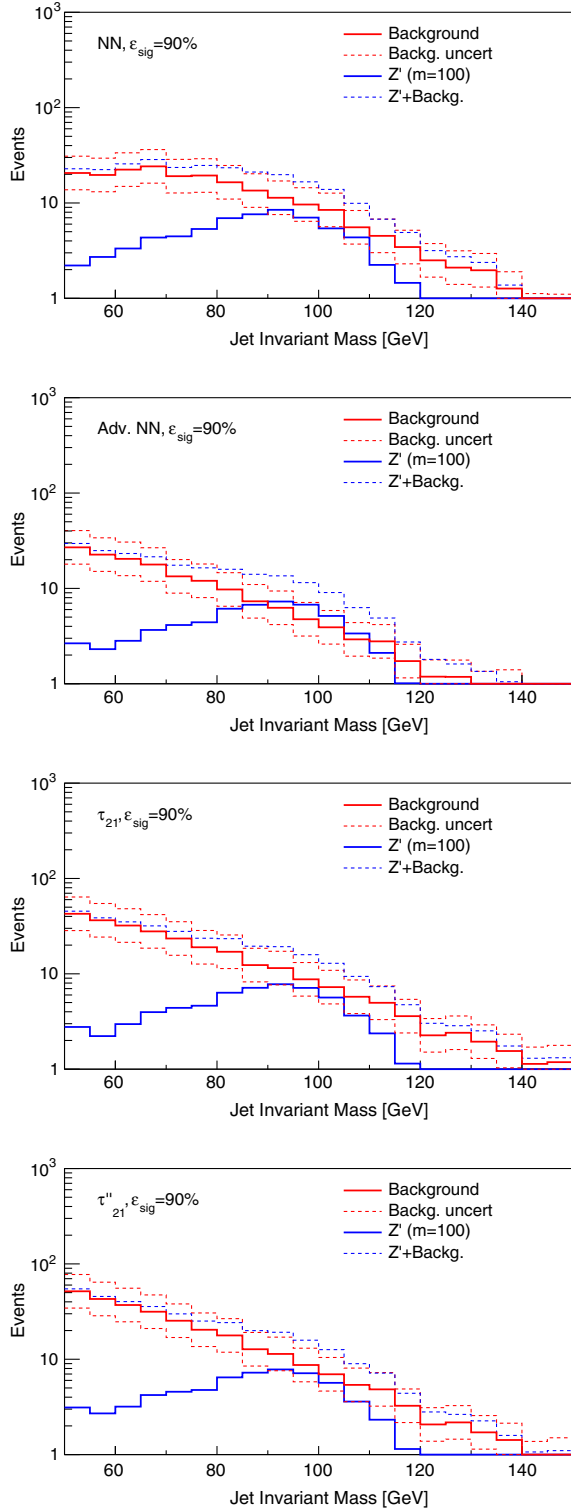 10³
NN, ε_sig=90%
Background
Backg. uncert
Z' (m=100)
Z'+Backg.
10²
10
1
Events
60 80 100 120 140
Jet Invariant Mass [GeV]
10³
Adv. NN, ε_sig=90%
Background
Backg. uncert
Z' (m=100)
Z'+Backg.
10²
10
1
Events
60 80 100 120 140
Jet Invariant Mass [GeV]
10³
τ_21, ε_sig=90%
Background
Backg. uncert
Z' (m=100)
Z'+Backg.
10²
10
1
Events
60 80 100 120 140
Jet Invariant Mass [GeV]
10³
τ''_21, ε_sig=90%
Background
Backg. uncert
Z' (m=100)
Z'+Backg.
10²
10
1
Events
60 80 100 120 140
Jet Invariant Mass [GeV]